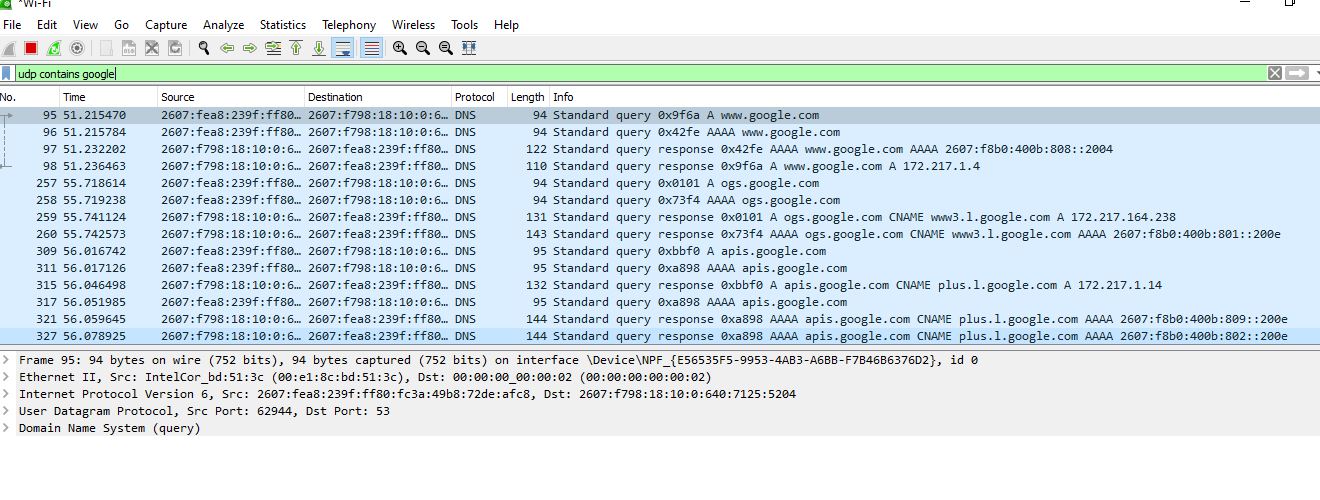 *Wi-Fi
File Edit View Go Capture Analyze Statistics Telephony Wireless Tools Help
udp contains google
No. Time Source Destination Protocol Length Info
95 51.215470 2607:fea8:239f:ff80… 2607:f798:18:10:0:6… DNS 94 Standard query 0x9f6a A www.google.com
96 51.215784 2607:fea8:239f:ff80… 2607:f798:18:10:0:6… DNS 94 Standard query 0x42fe AAAA www.google.com
97 51.232202 2607:f798:18:10:0:6… 2607:fea8:239f:ff80… DNS 122 Standard query response 0x42fe AAAA www.google.com AAAA 2607:f8b0:400b:808::2004
98 51.236463 2607:f798:18:10:0:6… 2607:fea8:239f:ff80… DNS 110 Standard query response 0x9f6a A www.google.com A 172.217.1.4
257 55.718614 2607:fea8:239f:ff80… 2607:f798:18:10:0:6… DNS 94 Standard query 0x0101 A ogs.google.com
258 55.719238 2607:fea8:239f:ff80… 2607:f798:18:10:0:6… DNS 94 Standard query 0x73f4 AAAA ogs.google.com
259 55.741124 2607:f798:18:10:0:6… 2607:fea8:239f:ff80… DNS 131 Standard query response 0x0101 A ogs.google.com CNAME www3.l.google.com A 172.217.164.238
260 55.742573 2607:f798:18:10:0:6… 2607:fea8:239f:ff80… DNS 143 Standard query response 0x73f4 AAAA ogs.google.com CNAME www3.l.google.com AAAA 2607:f8b0:400b:801::200e
309 56.016742 2607:fea8:239f:ff80… 2607:f798:18:10:0:6… DNS 95 Standard query 0xbbf0 A apis.google.com
311 56.017126 2607:fea8:239f:ff80… 2607:f798:18:10:0:6… DNS 95 Standard query 0xa898 AAAA apis.google.com
315 56.046498 2607:f798:18:10:0:6… 2607:fea8:239f:ff80… DNS 132 Standard query response 0xbbf0 A apis.google.com CNAME plus.l.google.com A 172.217.1.14
317 56.051985 2607:fea8:239f:ff80… 2607:f798:18:10:0:6… DNS 95 Standard query 0xa898 AAAA apis.google.com
321 56.059645 2607:f798:18:10:0:6… 2607:fea8:239f:ff80… DNS 144 Standard query response 0xa898 AAAA apis.google.com CNAME plus.l.google.com AAAA 2607:f8b0:400b:809::200e
327 56.078925 2607:f798:18:10:0:6… 2607:fea8:239f:ff80… DNS 144 Standard query response 0xa898 AAAA apis.google.com CNAME plus.l.google.com AAAA 2607:f8b0:400b:802::200e
Frame 95: 94 bytes on wire (752 bits), 94 bytes captured (752 bits) on interface \Device\NPF_{E56535F5-9953-4AB3-A6BB-F7B46B6376D2}, id 0
Ethernet II, Src: IntelCor_bd:51:3c (00:e1:8c:bd:51:3c), Dst: 00:00:00_00:00:02 (00:00:00:00:00:02)
Internet Protocol Version 6, Src: 2607:fea8:239f:ff80:fc3a:49b8:72de:afc8, Dst: 2607:f798:18:10:0:640:7125:5204
User Datagram Protocol, Src Port: 62944, Dst Port: 53
Domain Name System (query)